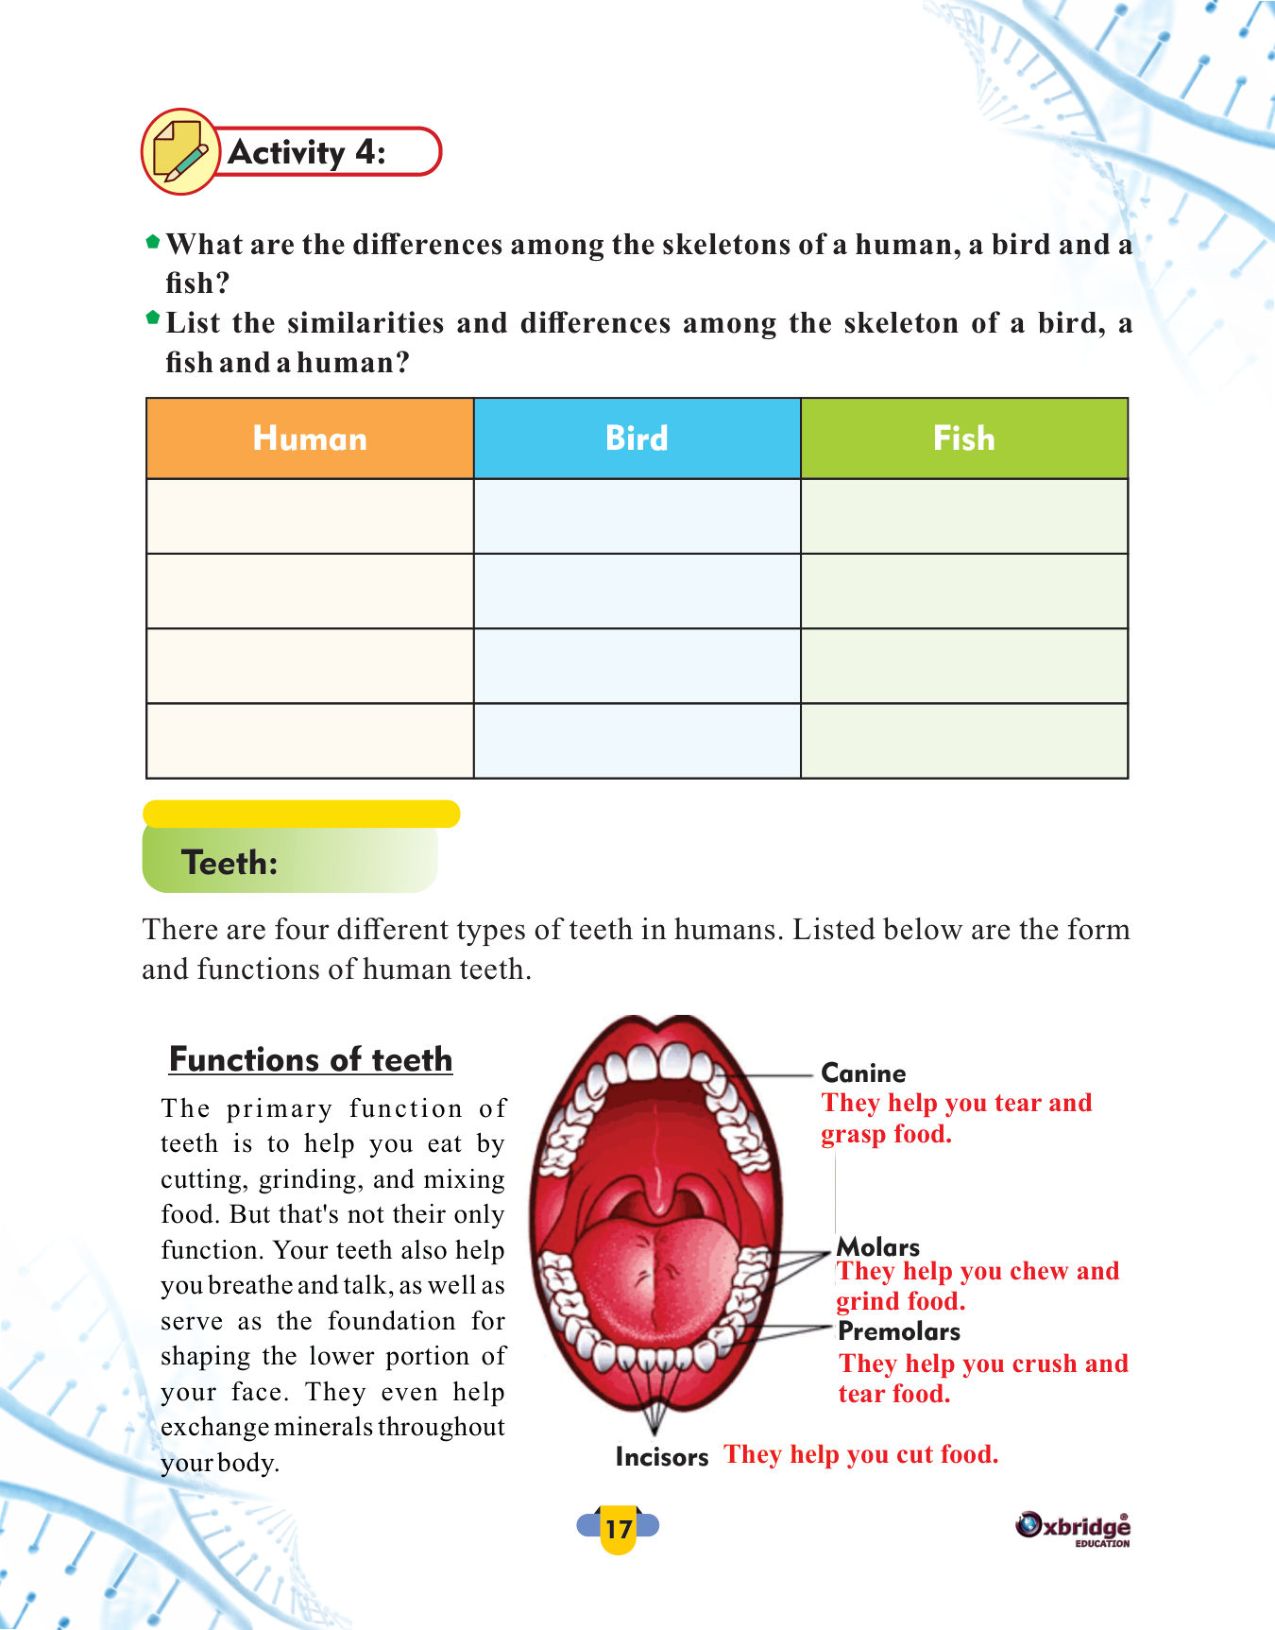 Activity 4:
What are the differences among the skeletons of a human, a bird and a
fish?
List the similarities and differences among the skeleton of a bird, a
fish and a human?
Human Bird Fish
Teeth:
There are four different types of teeth in humans. Listed below are the form
and functions of human teeth.
Functions of teeth
The primary function of
teeth is to help you eat by
cutting, grinding, and mixing
food. But that's not their only
function. Your teeth also help
you breathe and talk, as well as
serve as the foundation for
shaping the lower portion of
your face. They even help
exchange minerals throughout
your body.
Canine
They help you tear and
grasp food.
Molars
They help you chew and
grind food.
Premolars
They help you crush and
tear food.
Incisors They help you cut food.
17
Oxbridge®
EDUCATION